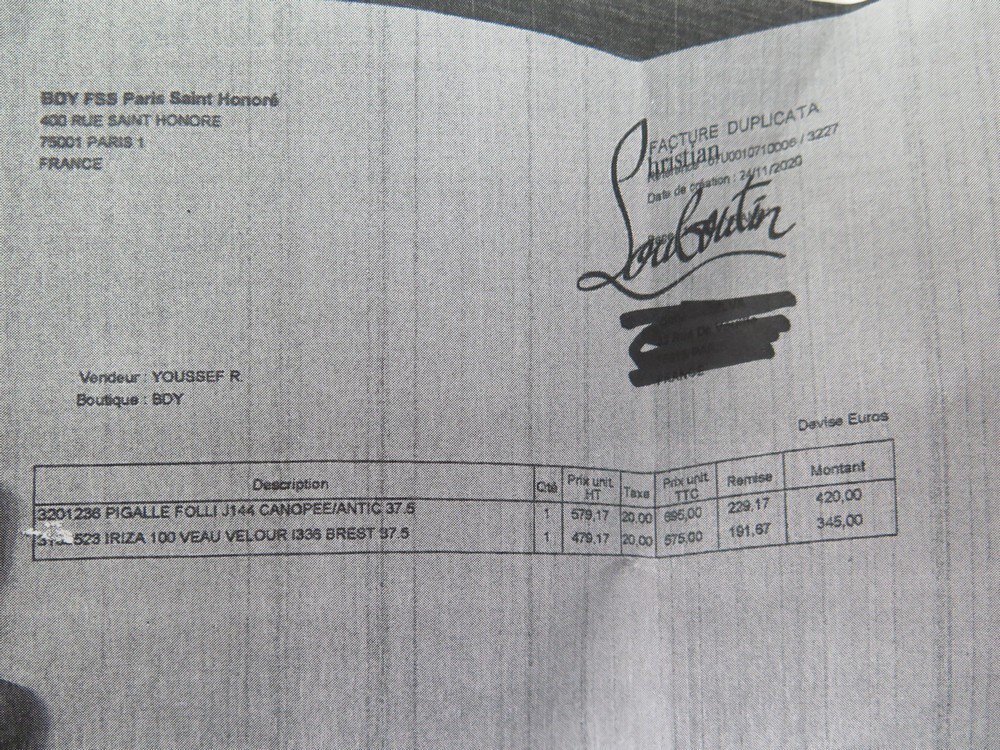 BDY FSS Paris Saint Honoré
400 RUE SAINT HONORE
75001 PARIS 1
FRANCE
FACTURE DUPLICATA
Christian
Date de création : 24/11/2020
Louboutin
FRANCE
Vendeur : YOUSSEF R.
Boutique : BDY
Devise Euros
Description Qté Prix unit HT Taxe Prix unit TTC Remise Montant
3201236 PIGALLE FOLLI J144 CANOPEE/ANTIC 37.5 1 579,17 20,00 695,00 229,17 420,00
523 IRIZA 100 VEAU VELOUR I336 BREST 37.5 1 479,17 20,00 575,00 191,67 345,00